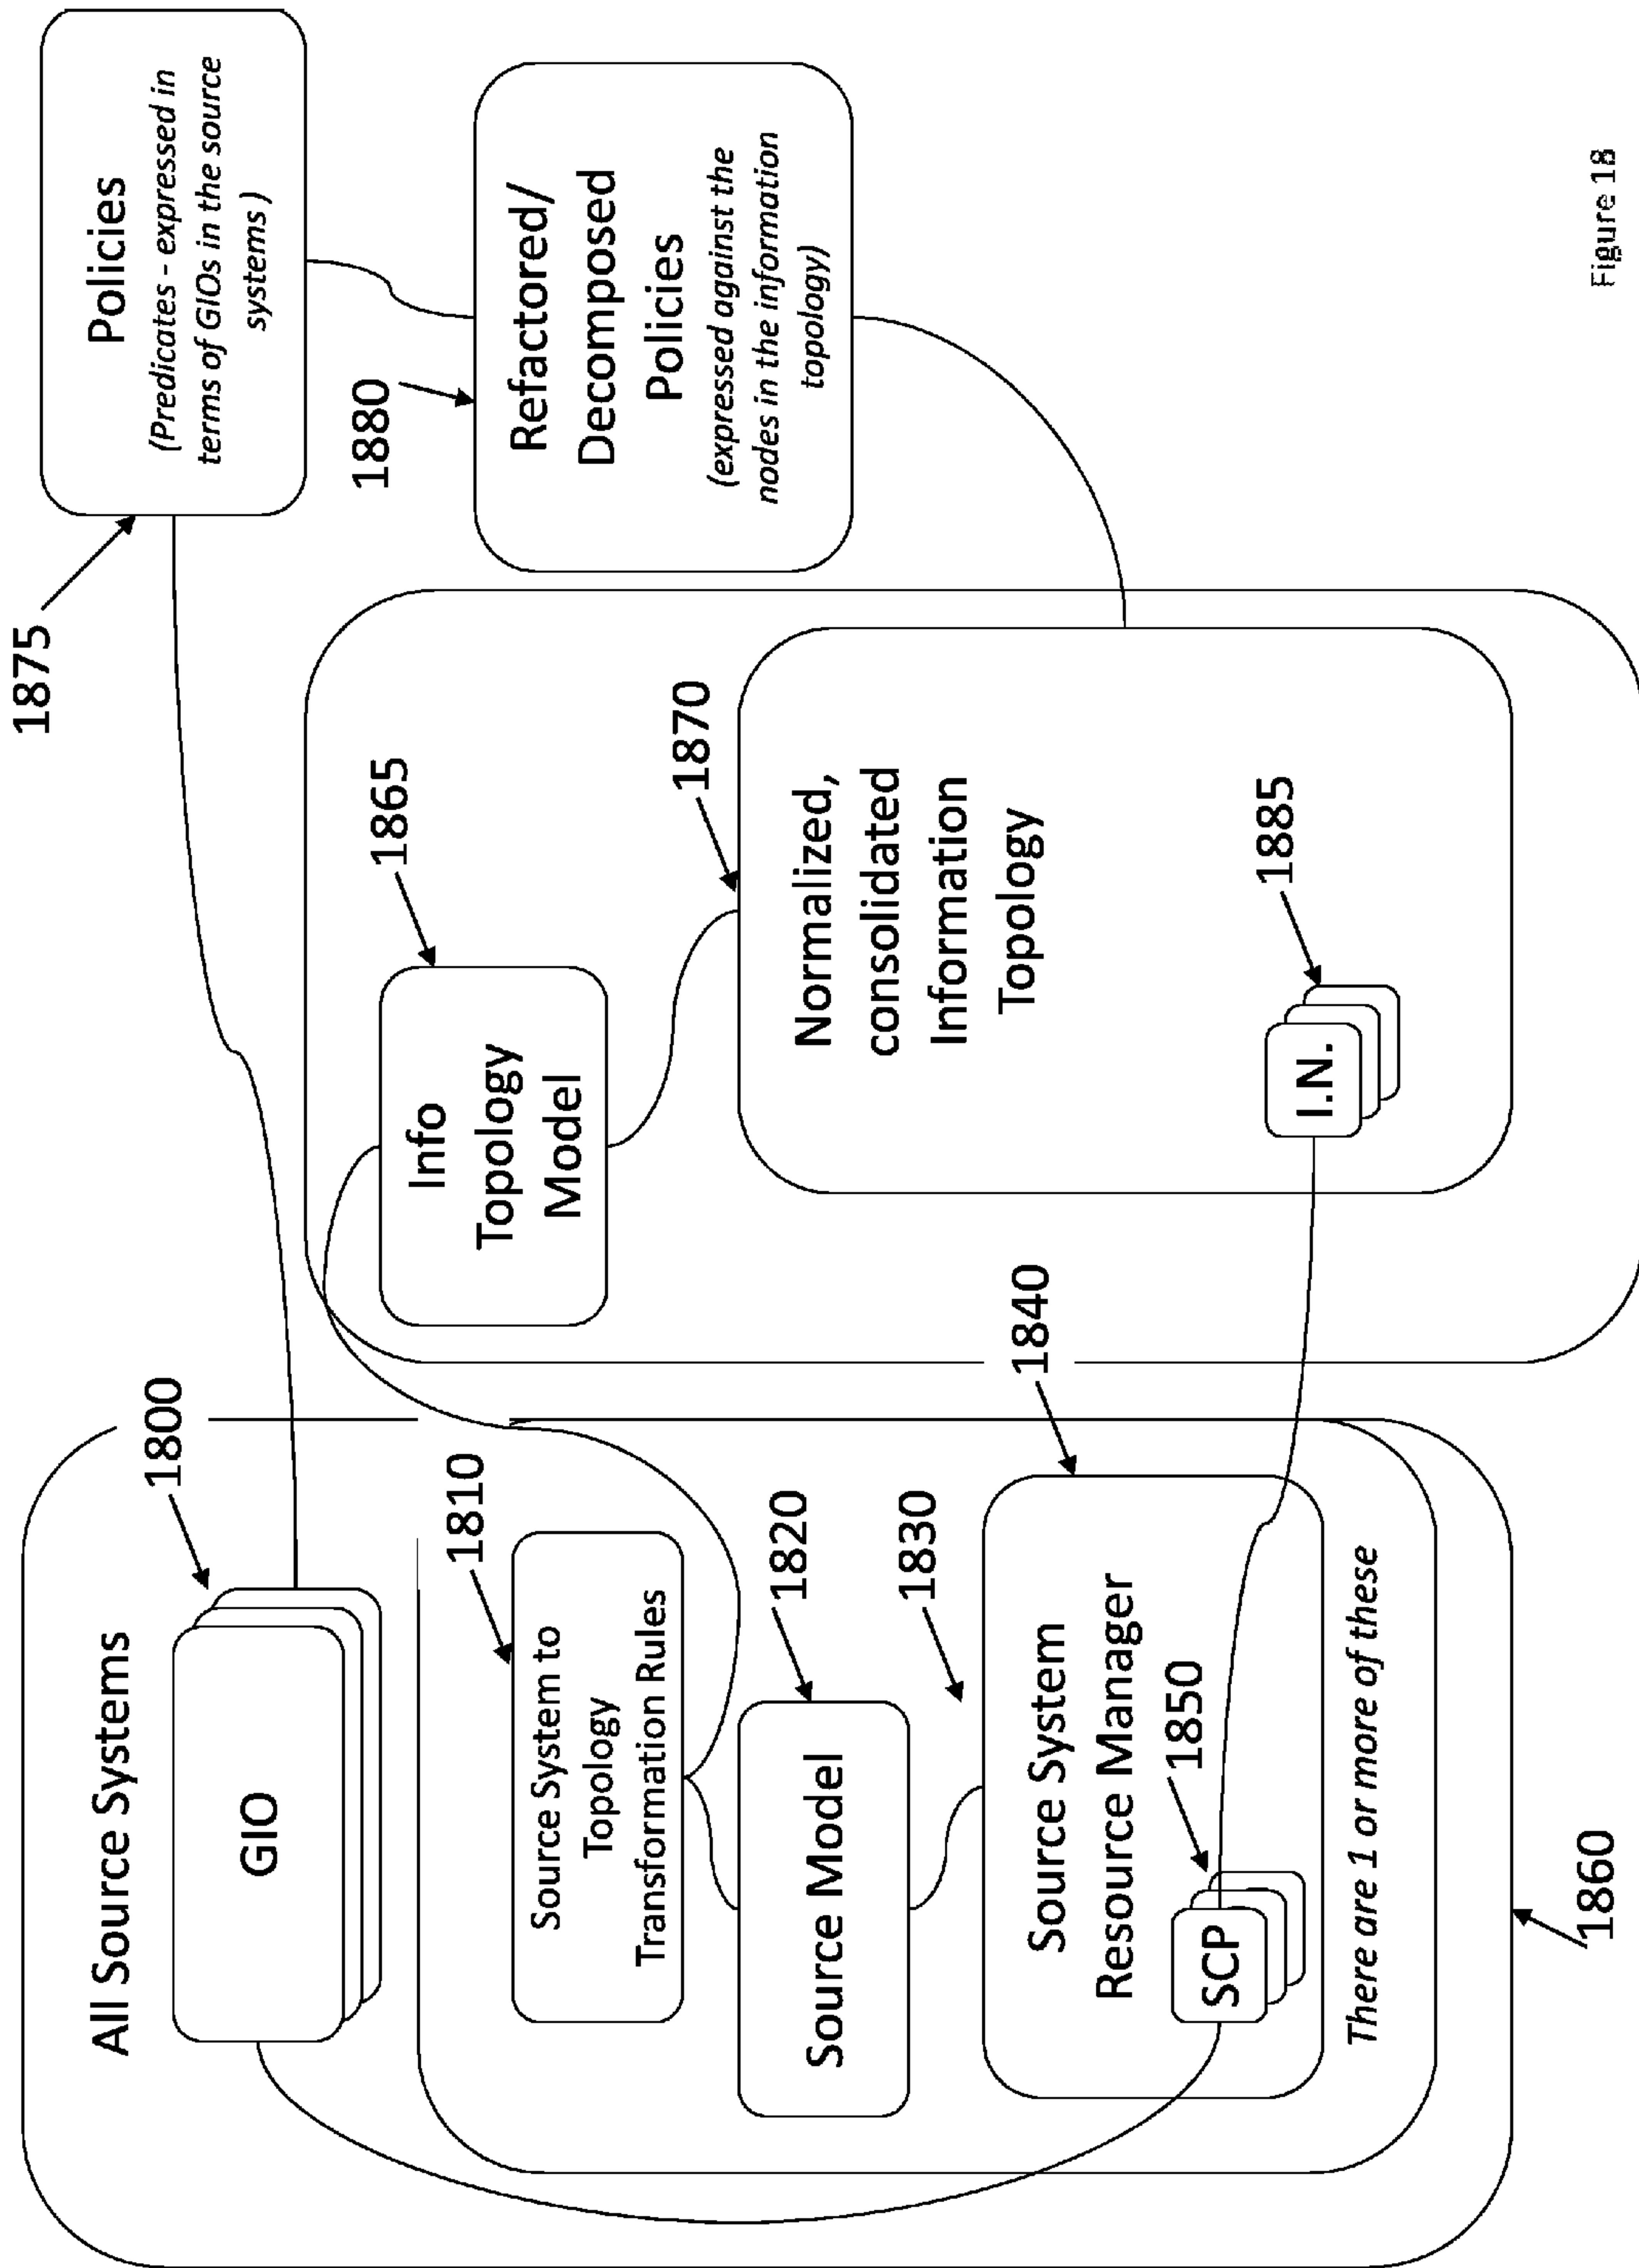 All Source Systems
1800
GIO
1810
Source System to
Topology
Transformation Rules
1820
Source Model
1830
1840
Source System
Resource Manager
1850
SCP
There are 1 or more of these
1860
1865
Info
Topology
Model
1870
Normalized,
consolidated
Information
Topology
1885
I.N.
1875
Policies
(Predicates - expressed in
terms of GIOs in the source
systems )
1880
Refactored/
Decomposed
Policies
(expressed against the
nodes in the information
topology)
Figure 18